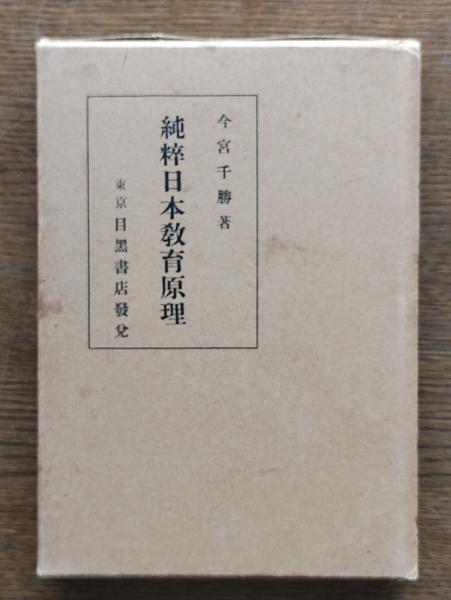 今宮千勝著
純粹日本敎育原理
東京 目黑書店發兌